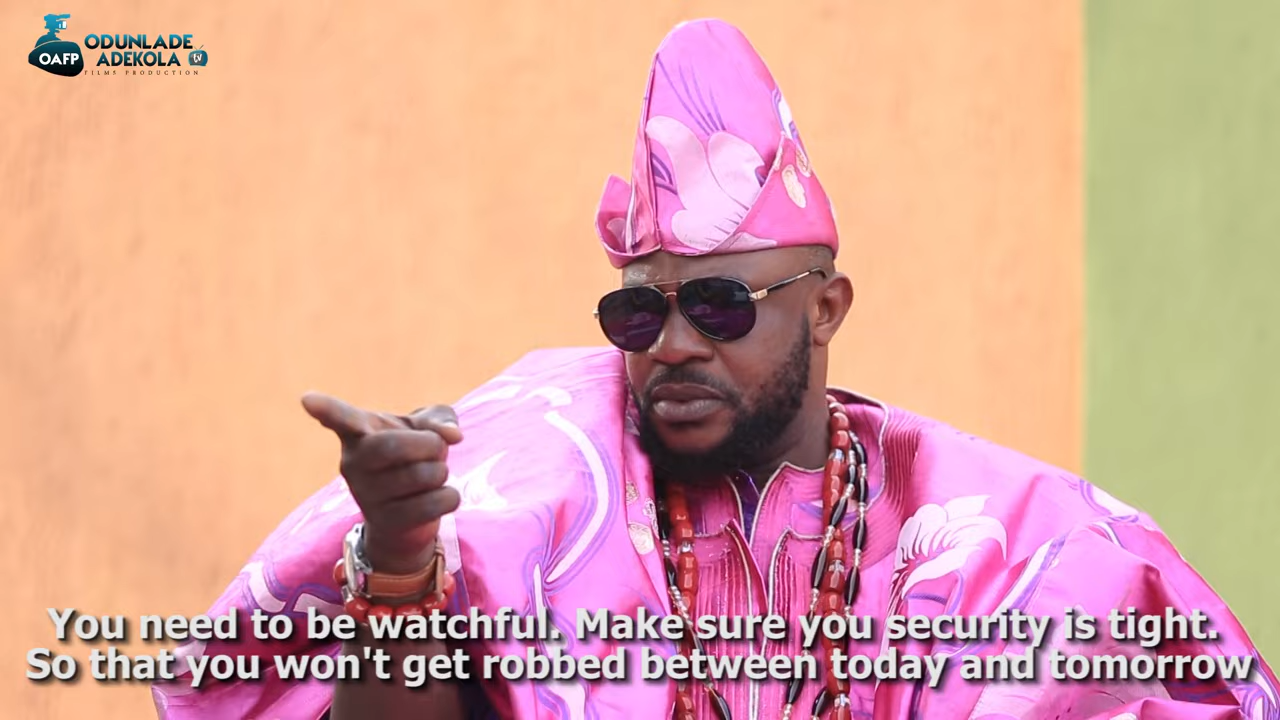 OAFP
ODUNLADE
ADEKOLA TV
FILMS PRODUCTION
You need to be watchful. Make sure you security is tight.
So that you won't get robbed between today and tomorrow